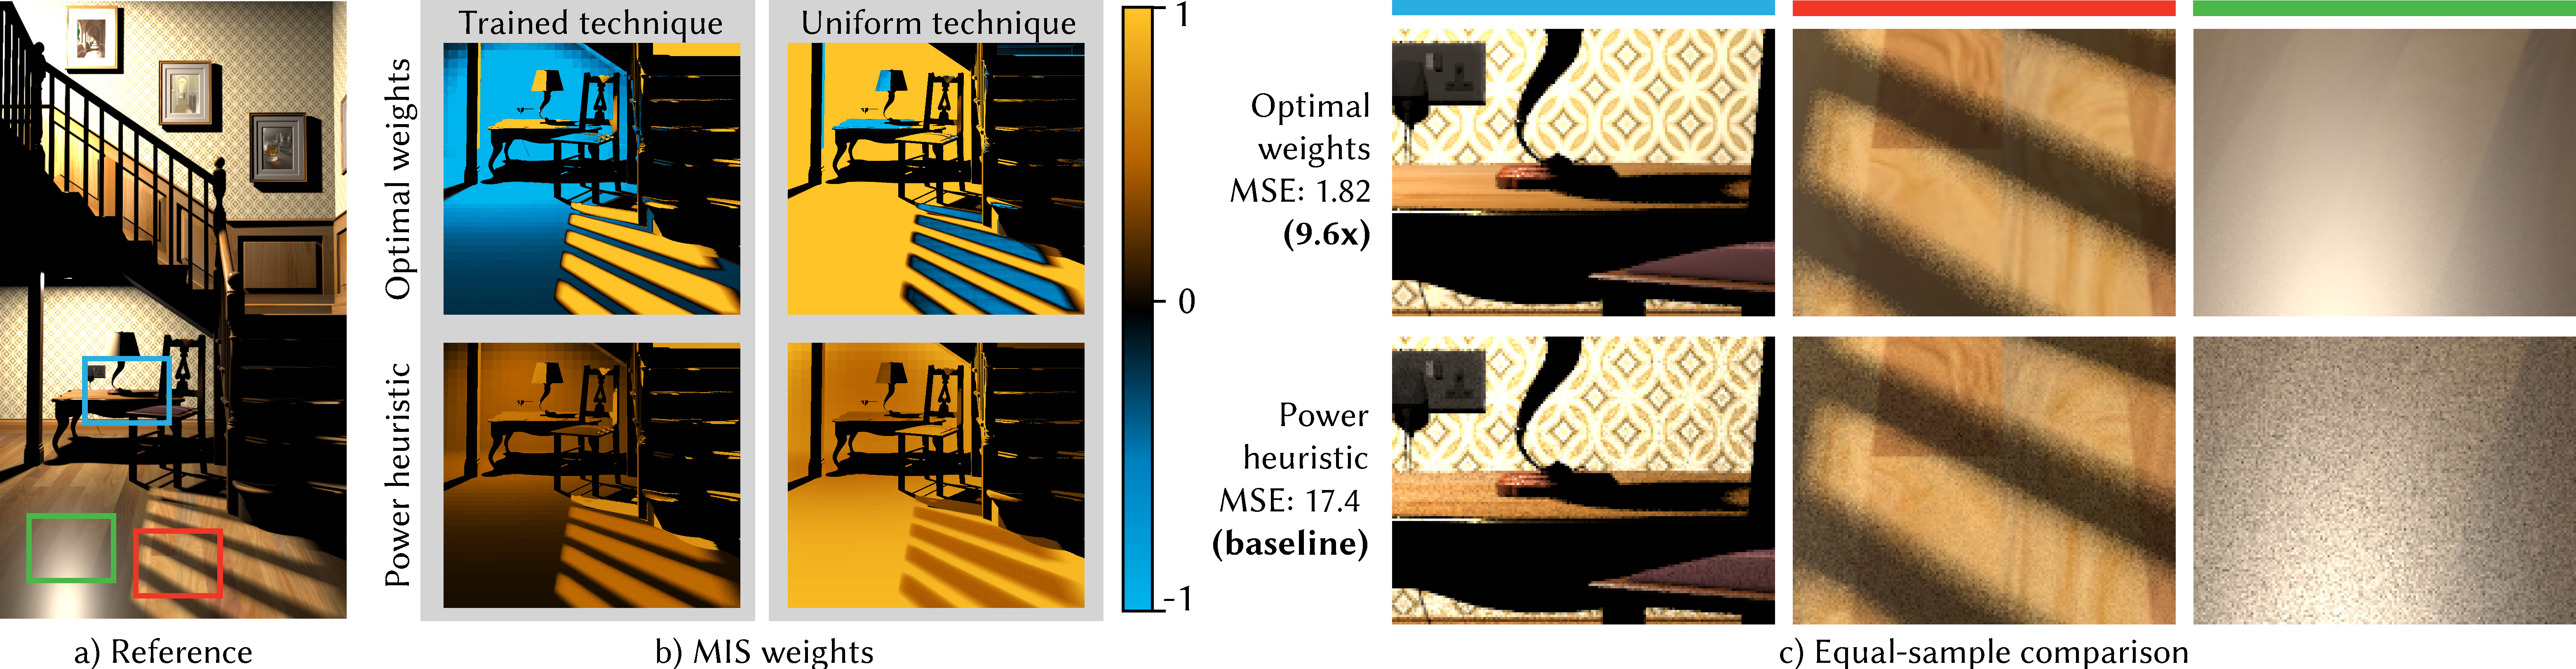 Trained technique
Uniform technique
Optimal weights
Power heuristic
1
0
-1
Optimal
weights
MSE: 1.82
(9.6x)
Power
heuristic
MSE: 17.4
(baseline)
a) Reference
b) MIS weights
c) Equal-sample comparison